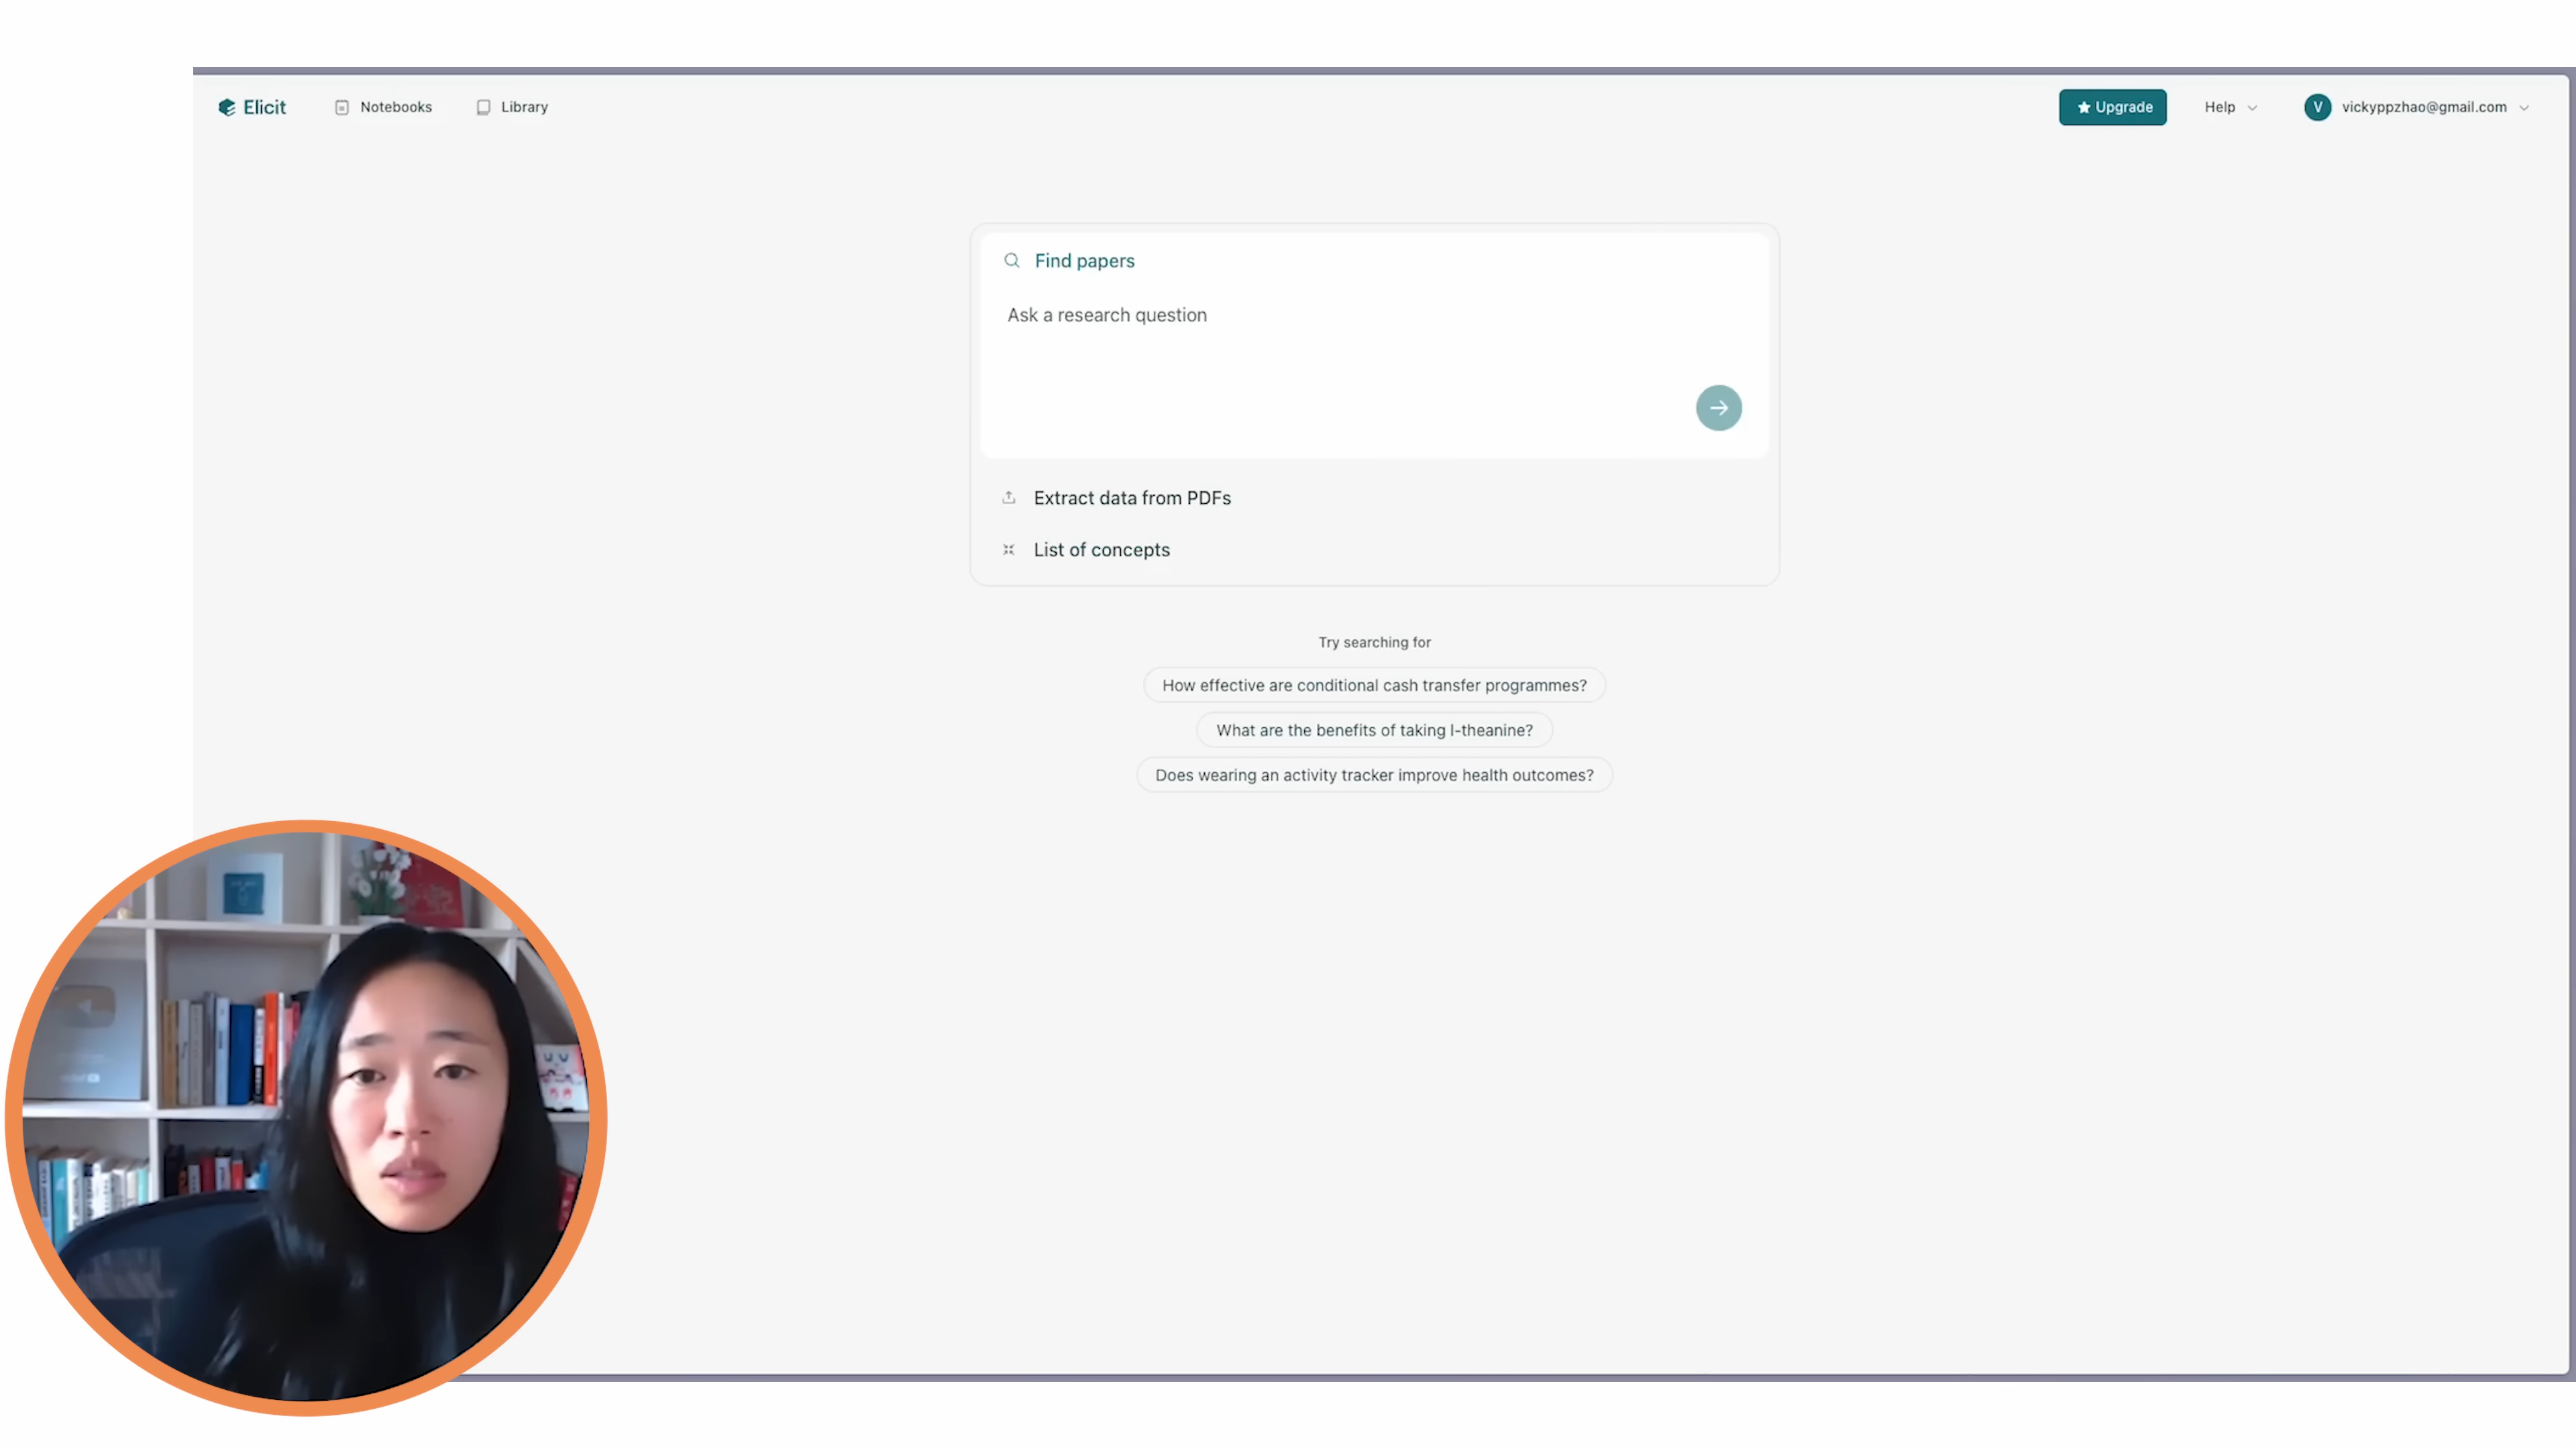 Elicit
Notebooks
Library
Upgrade
Help
V
vickyppzhao@gmail.com
Find papers
Ask a research question
Extract data from PDFs
List of concepts
Try searching for
How effective are conditional cash transfer programmes?
What are the benefits of taking l-theanine?
Does wearing an activity tracker improve health outcomes?